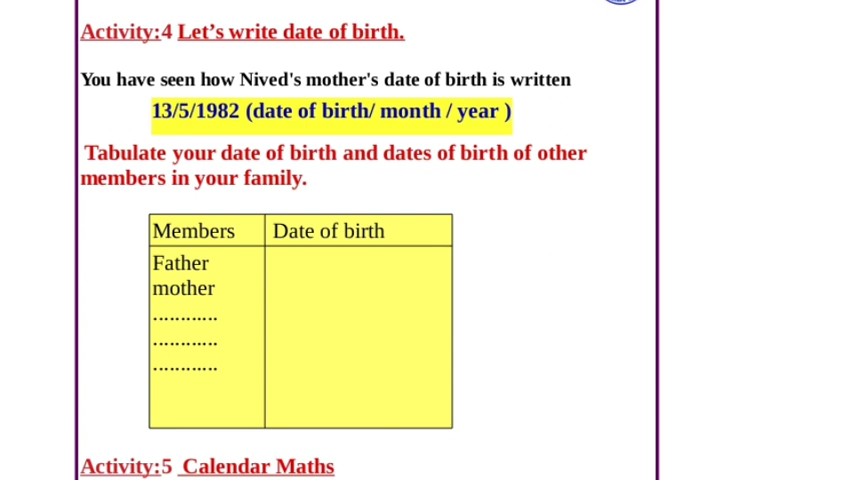 Activity:4 Let's write date of birth.
You have seen how Nived's mother's date of birth is written
13/5/1982 (date of birth/ month / year )
Tabulate your date of birth and dates of birth of other
members in your family.
Members Date of birth
Father
mother
............
............
............
Activity:5 Calendar Maths